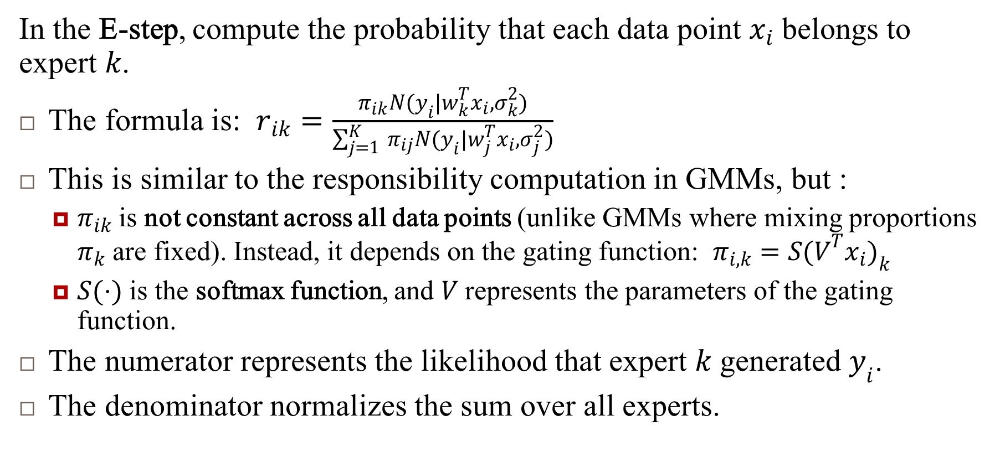 In the E-step, compute the probability that each data point $x_i$ belongs to
expert $k$.
□ The formula is: $r_{ik} = \frac{\pi_{ik} N(y_i|w_k^T x_i, \sigma_k^2)}{\sum_{j=1}^{K} \pi_{ij} N(y_i|w_j^T x_i, \sigma_j^2)}$
□ This is similar to the responsibility computation in GMMs, but :
□ $\pi_{ik}$ is not constant across all data points (unlike GMMs where mixing proportions
$\pi_k$ are fixed). Instead, it depends on the gating function: $\pi_{i,k} = S(V^T x_i)_k$
□ $S(\cdot)$ is the softmax function, and $V$ represents the parameters of the gating
function.
□ The numerator represents the likelihood that expert $k$ generated $y_i$.
□ The denominator normalizes the sum over all experts.